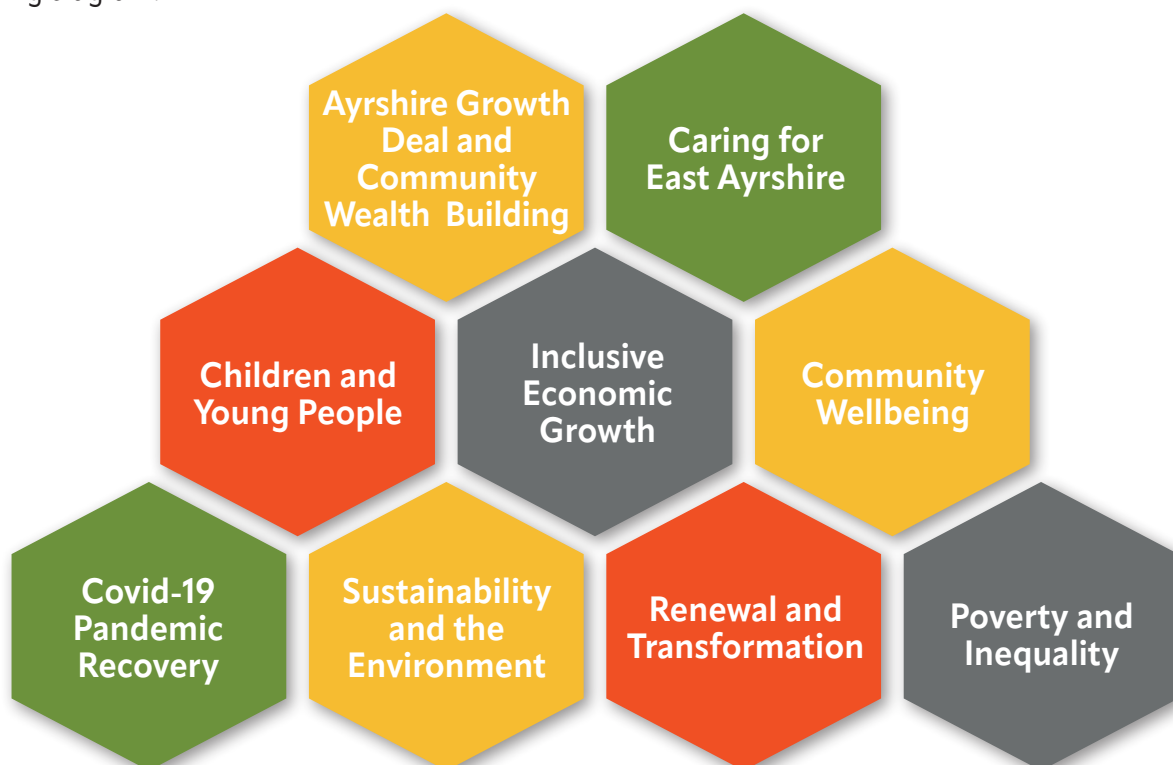 Ayrshire Growth
Deal and
Community
Wealth Building
Caring for
East Ayrshire
Children and
Young People
Inclusive
Economic
Growth
Community
Wellbeing
Covid-19
Pandemic
Recovery
Sustainability
and the
Environment
Renewal and
Transformation
Poverty and
Inequality